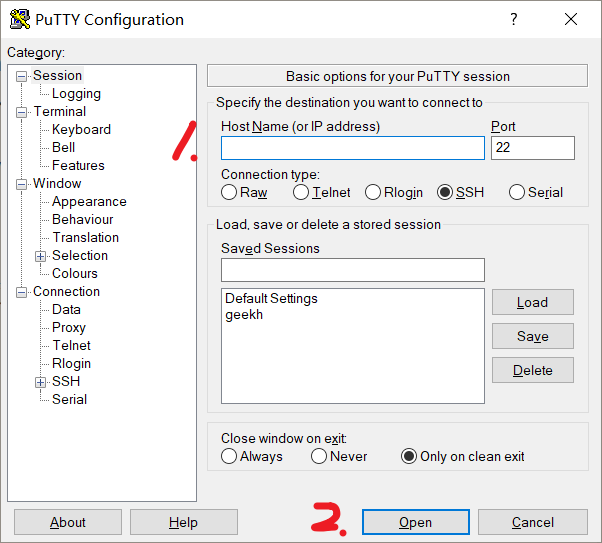 PuTTY Configuration
?
Category:
Session
Logging
Terminal
Keyboard
Bell
Features
Window
Appearance
Behaviour
Translation
Selection
Colours
Connection
Data
Proxy
Telnet
Rlogin
SSH
Serial
Basic options for your PuTTY session
Specify the destination you want to connect to
Host Name (or IP address) Port
1. 22
Connection type:
Raw Telnet Rlogin SSH Serial
Load, save or delete a stored session
Saved Sessions
Default Settings
geekh
Load
Save
Delete
Close window on exit:
Always Never Only on clean exit
About Help 2. Open Cancel